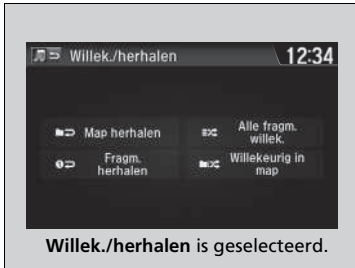 Willek./herhalen 12:34
Map herhalen
Alle fragm.
willek.
Fragm.
herhalen
Willekeurig in
map
Willek./herhalen is geselecteerd.